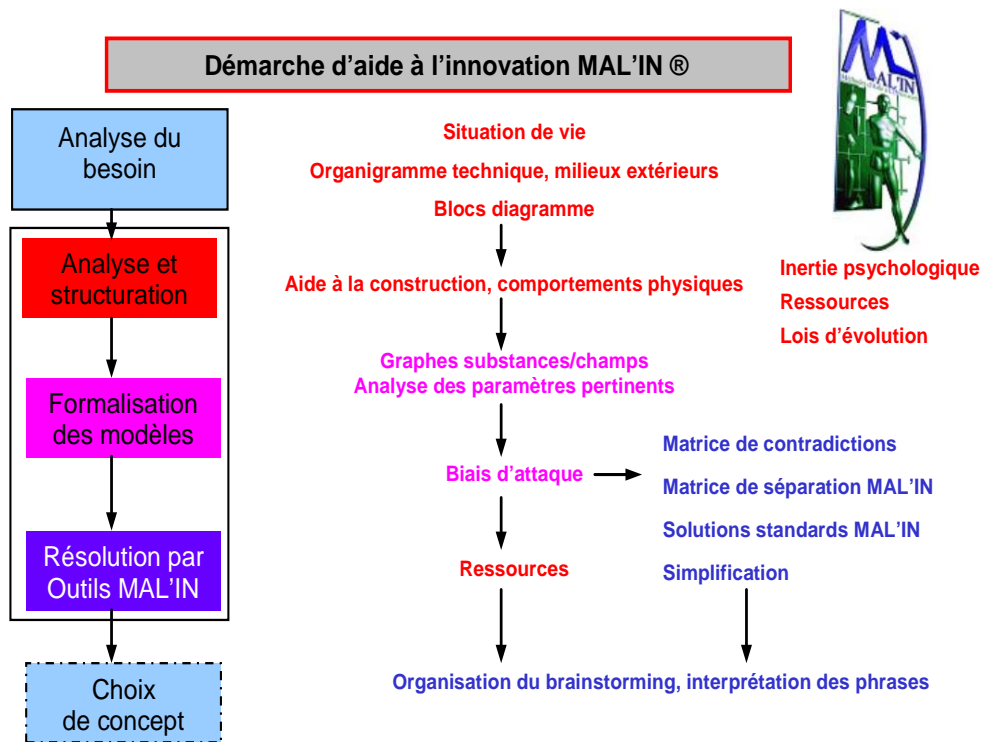 Démarche d'aide à l'innovation MAL'IN ®
MAL'IN
Analyse du
besoin
Analyse et
structuration
Formalisation
des modèles
Résolution par
Outils MAL'IN
Choix
de concept
Situation de vie
Organigramme technique, milieux extérieurs
Blocs diagramme
Aide à la construction, comportements physiques
Graphes substances/champs
Analyse des paramètres pertinents
Biais d'attaque
Ressources
Inertie psychologique
Ressources
Lois d'évolution
Matrice de contradictions
Matrice de séparation MAL'IN
Solutions standards MAL'IN
Simplification
Organisation du brainstorming, interprétation des phrases